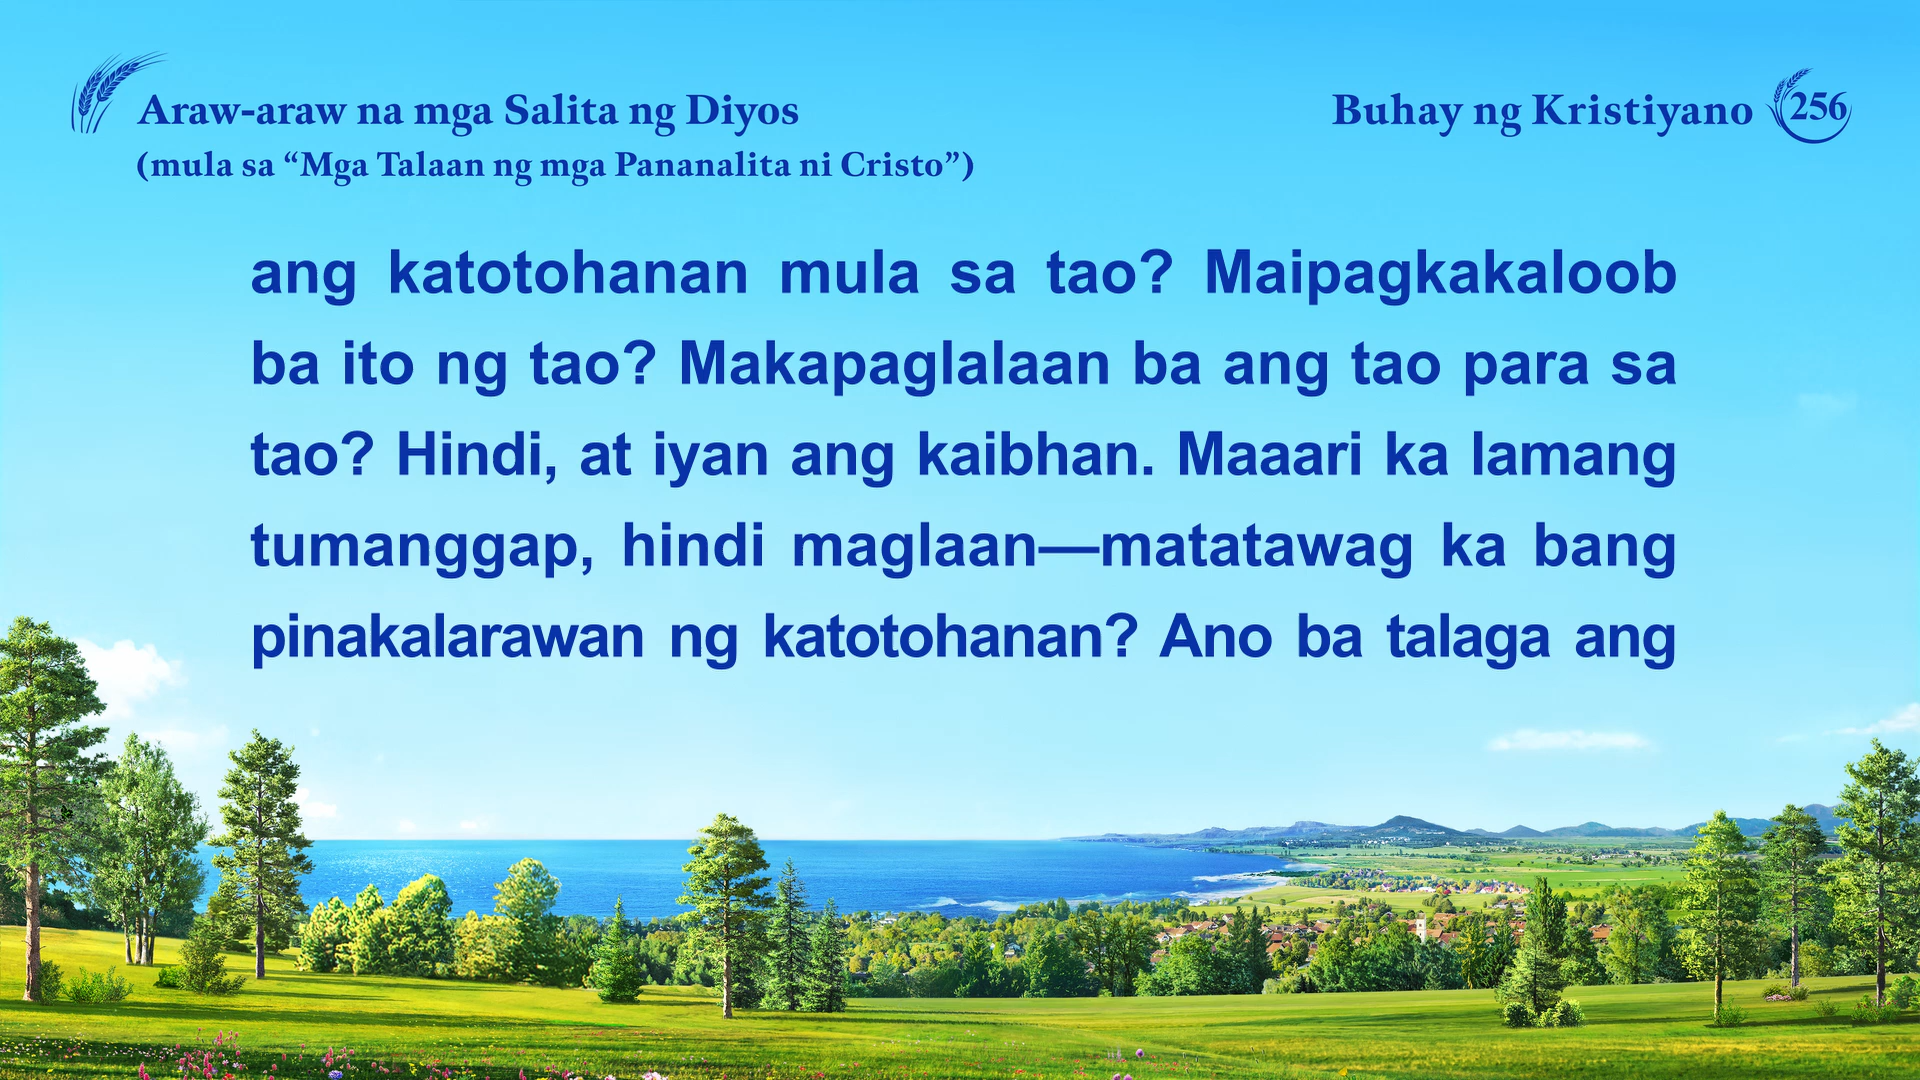 Araw-araw na mga Salita ng Diyos
(mula sa “Mga Talaan ng mga Pananalita ni Cristo”)
Buhay ng Kristiyano 256
ang katotohanan mula sa tao? Maipagkakaloob
ba ito ng tao? Makapaglalaan ba ang tao para sa
tao? Hindi, at iyan ang kaibhan. Maaari ka lamang
tumanggap, hindi maglaan—matatawag ka bang
pinakalarawan ng katotohanan? Ano ba talaga ang